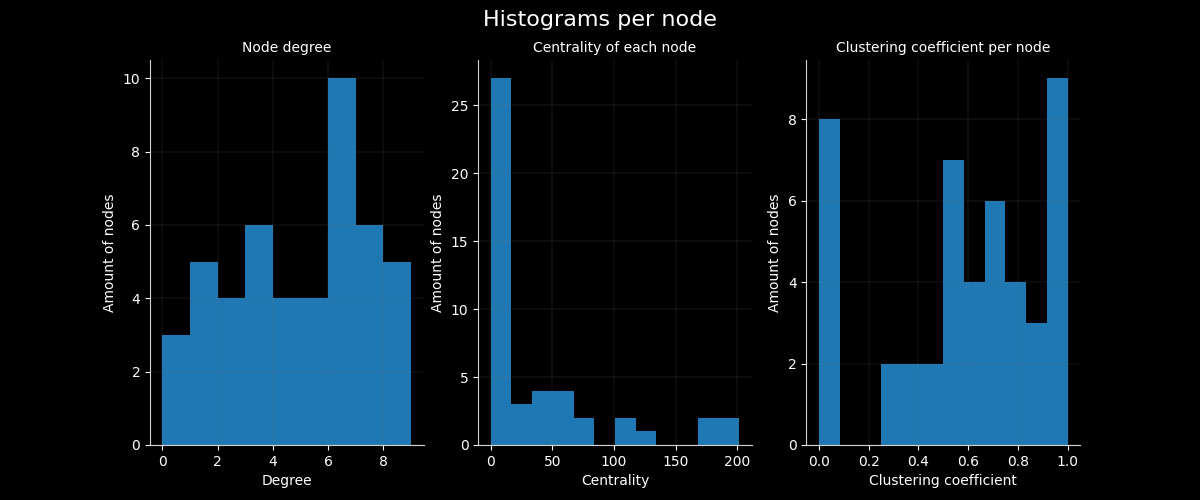 Histograms per node
Node degree
Amount of nodes
10
8
6
4
2
0
0 2 4 6 8
Degree
Centrality of each node
Amount of nodes
25
20
15
10
5
0
0 50 100 150 200
Centrality
Clustering coefficient per node
Amount of nodes
8
6
4
2
0
0.0 0.2 0.4 0.6 0.8 1.0
Clustering coefficient